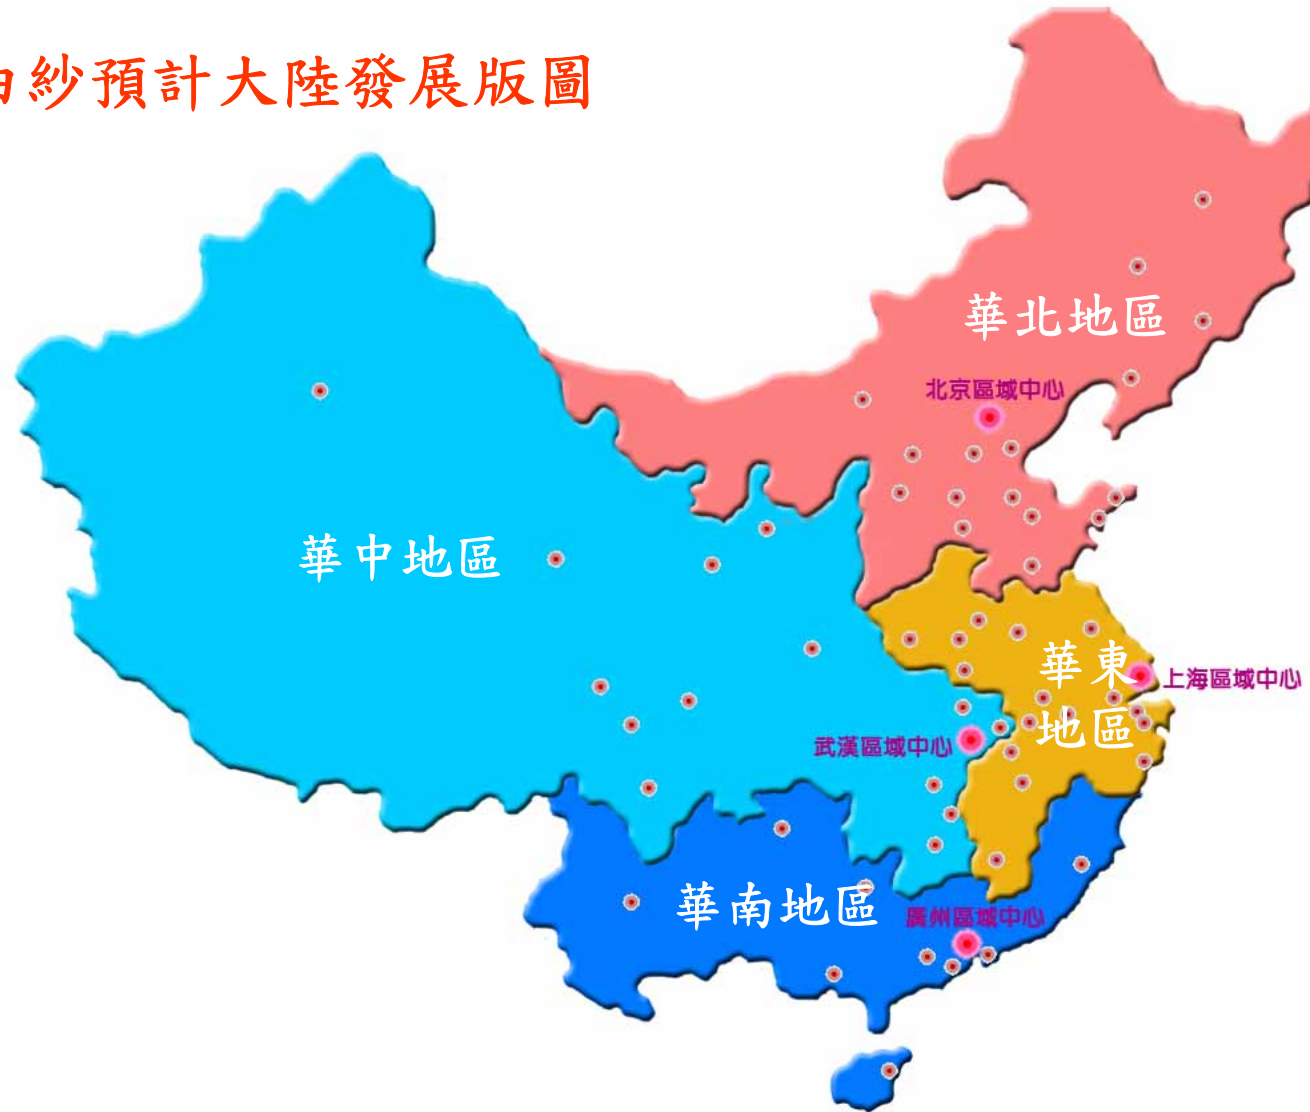 紗預計大陸發展版圖
華北地區
北京區域中心
華中地區
華東
地區
上海區域中心
武漢區域中心
華南地區
廣州區域中心